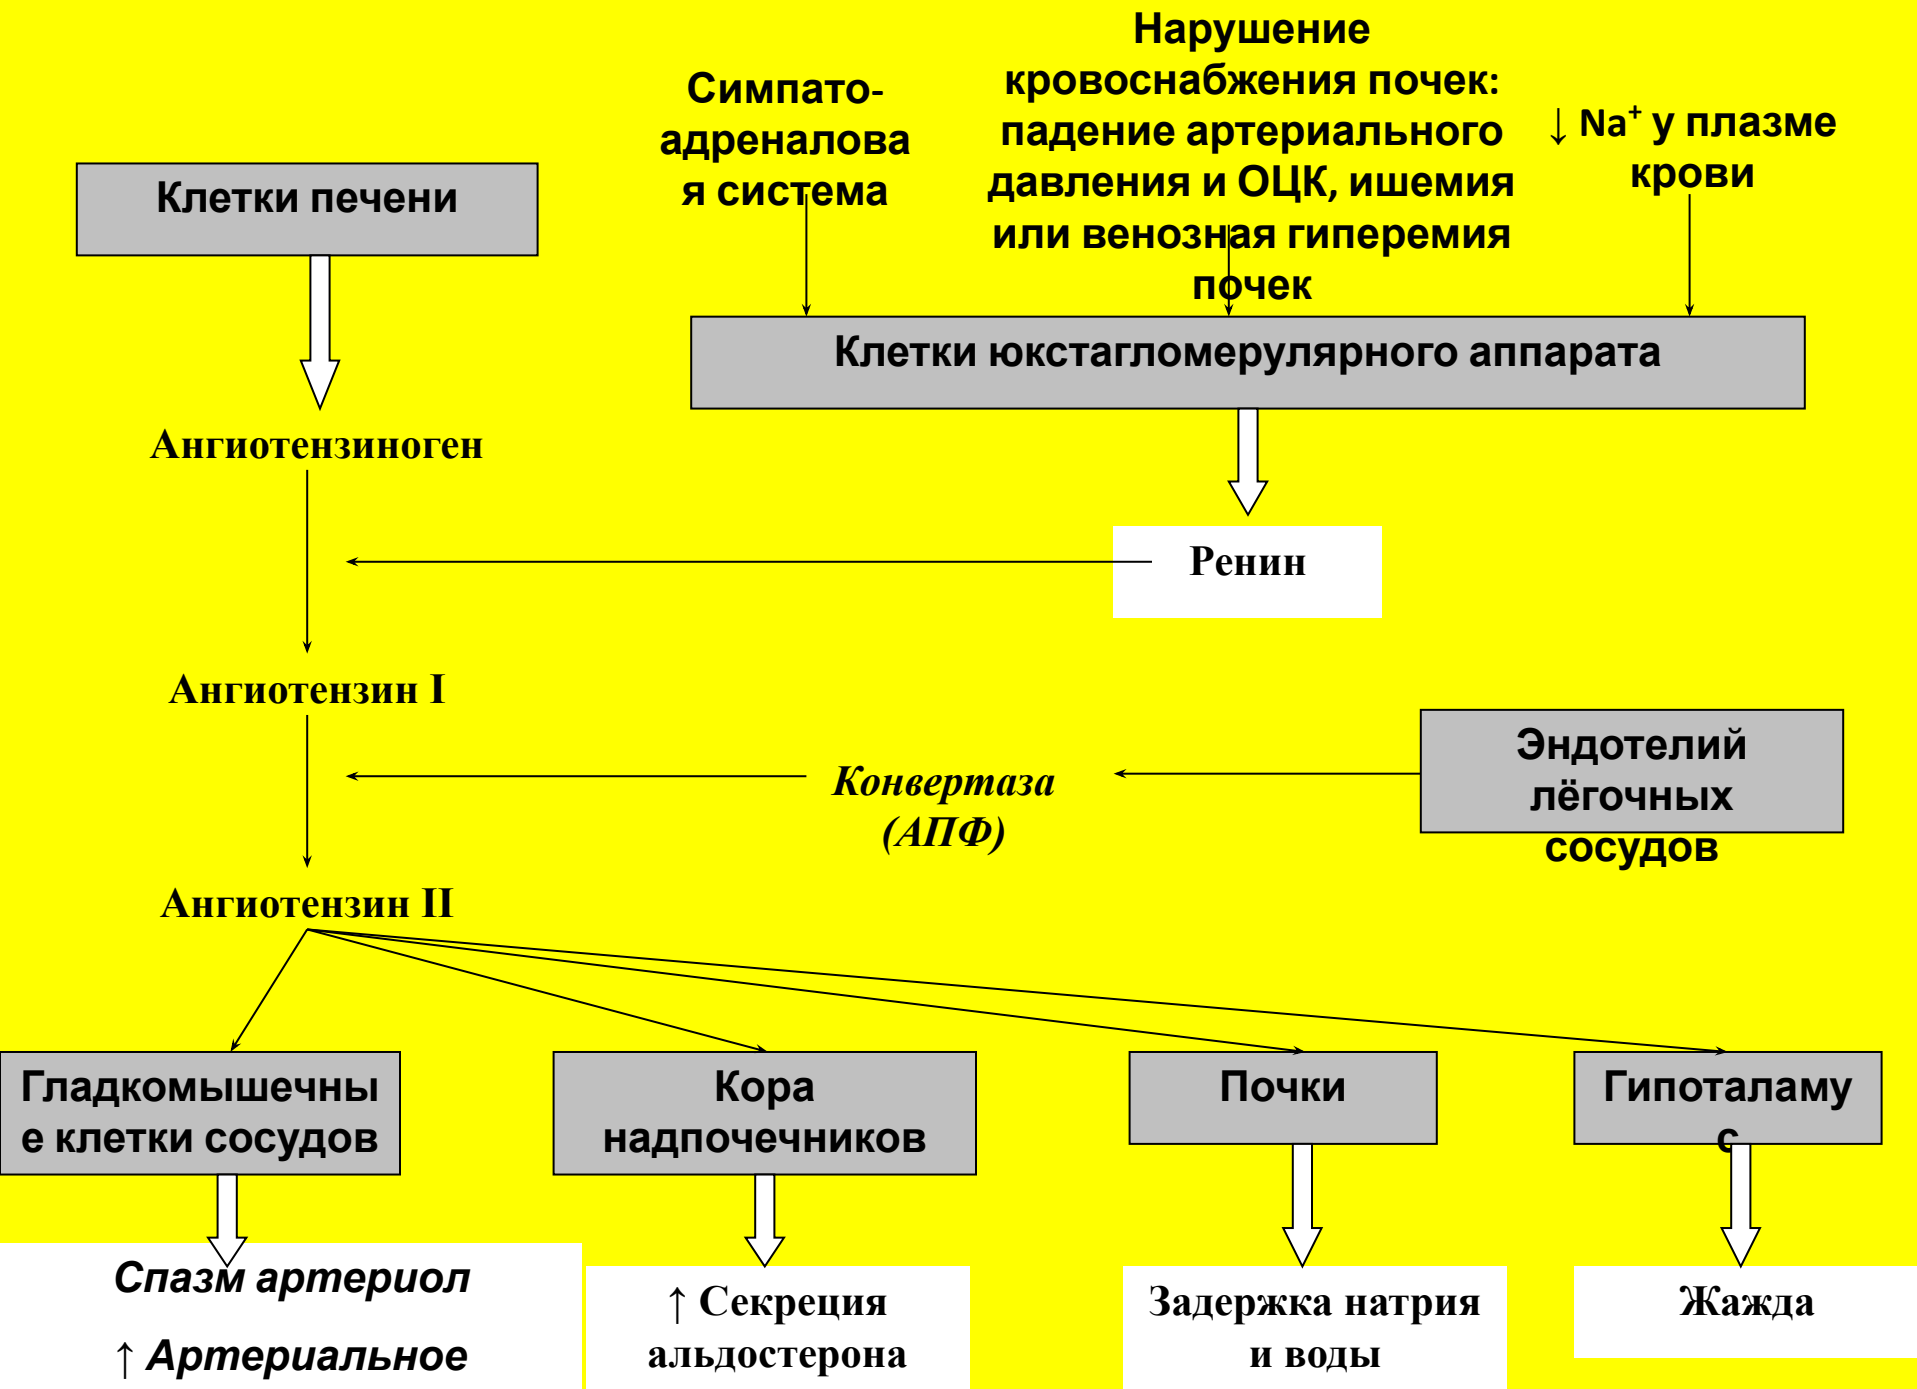 Нарушение
кровоснабжения почек:
падение артериального
давления и ОЦК, ишемия
или венозная гиперемия
почек
Симпато-
адреналова
я система
↓ Na⁺ у плазме
крови
Клетки печени
Клетки юкстагломерулярного аппарата
Ангиотензиноген
Ренин
Ангиотензин I
Эндотелий
лёгочных
сосудов
Конвертаза
(АПФ)
Ангиотензин II
Гладкомышечны
е клетки сосудов
Кора
надпочечников
Почки
Гипоталаму
с
Спазм артериол
↑ Артериальное
↑ Секреция
альдостерона
Задержка натрия
и воды
Жажда